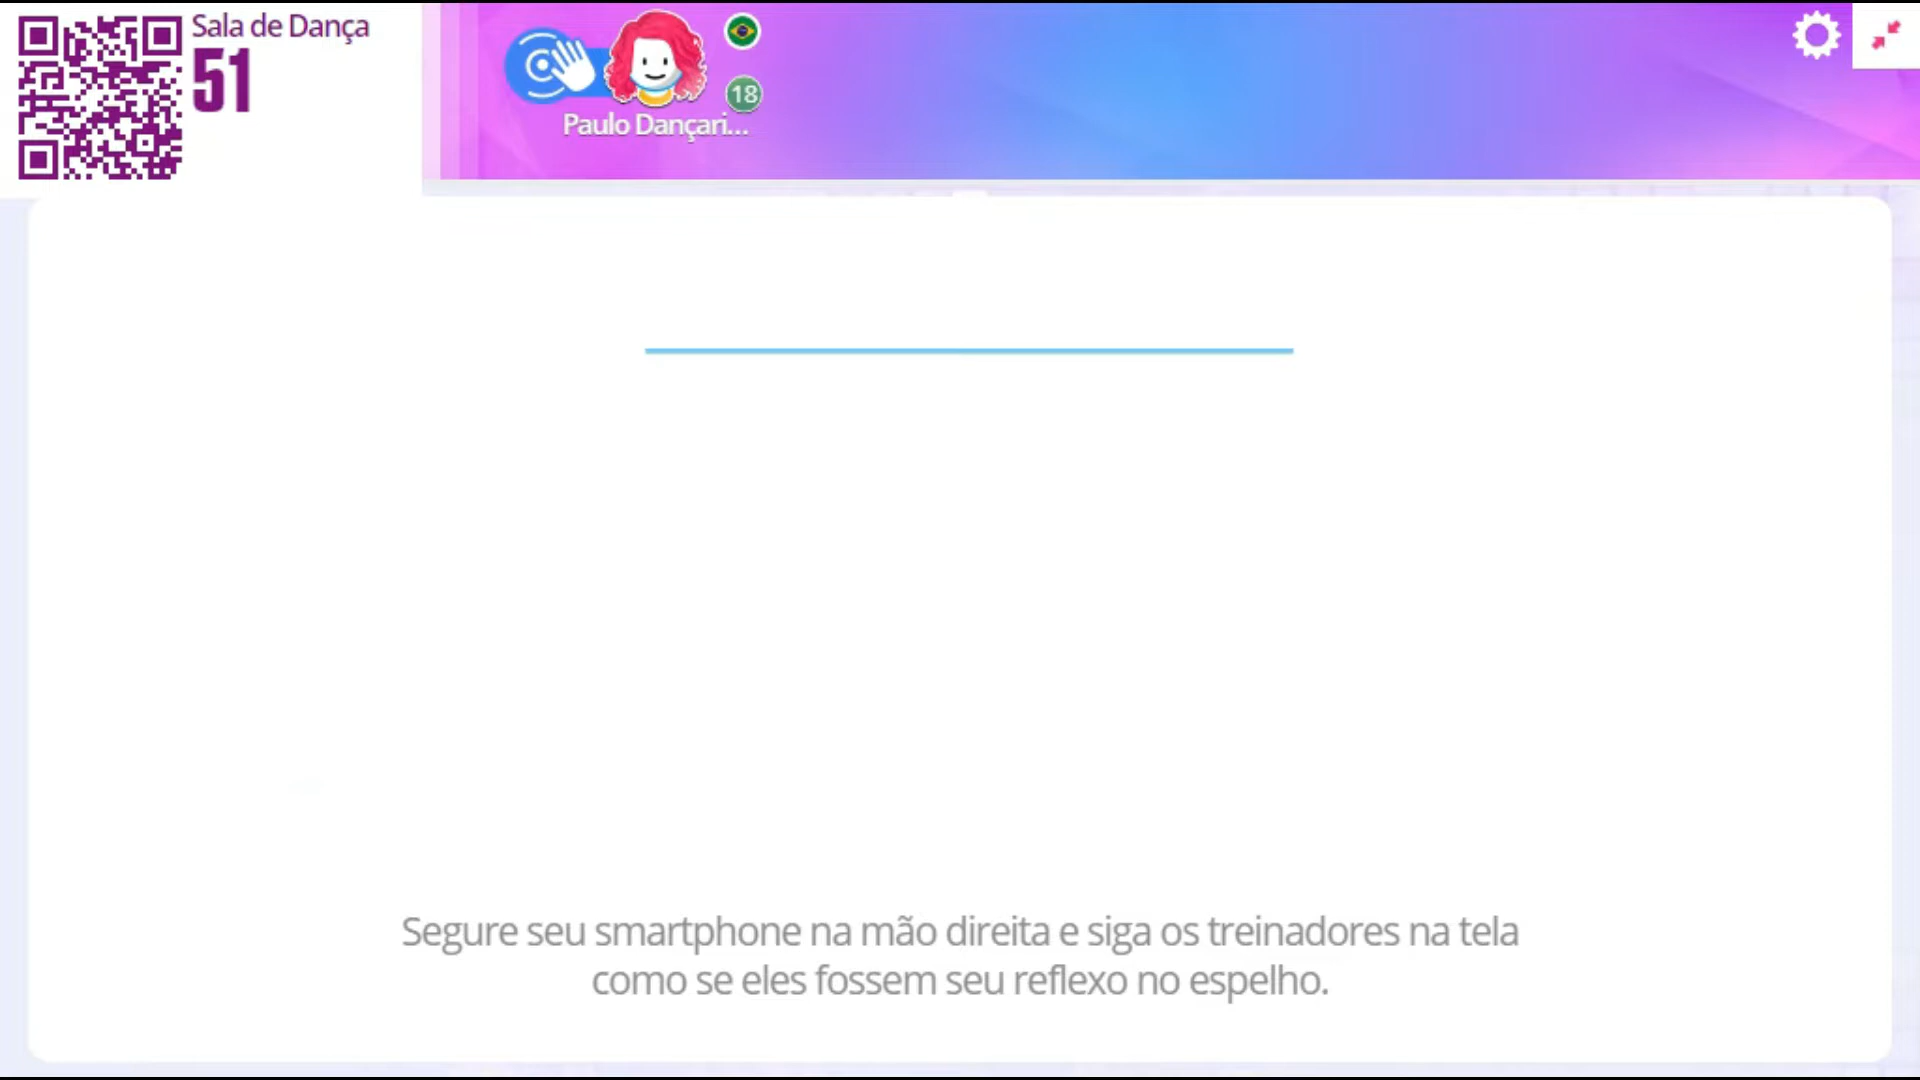 Sala de Dança
51
18
Paulo Dançari...
Segure seu smartphone na mão direita e siga os treinadores na tela
como se eles fossem seu reflexo no espelho.